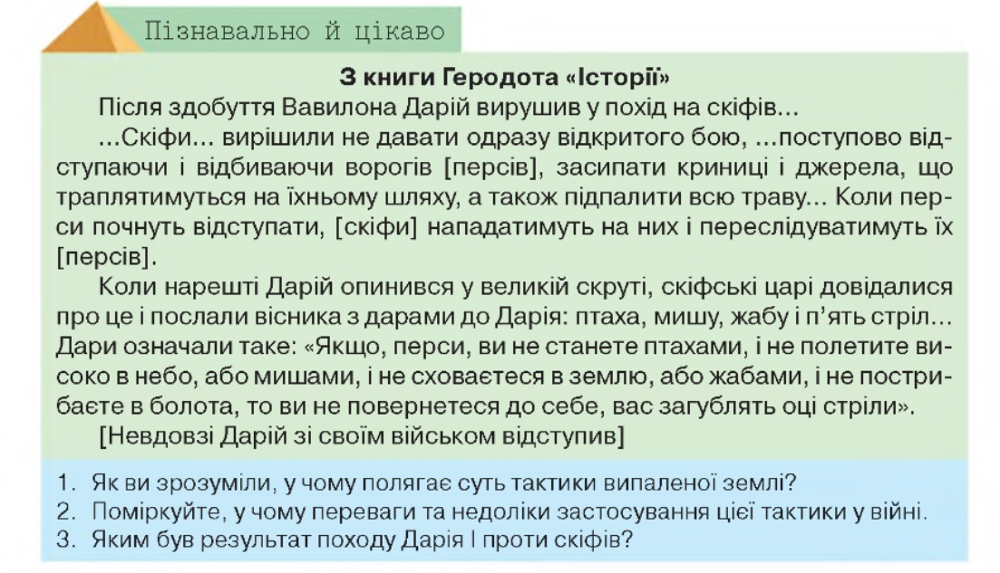 Пізнавально й цікаво
З книги Геродота «Історії»
Після здобуття Вавилона Дарій вирушив у похід на скіфів...
...Скіфи... вирішили не давати одразу відкритого бою, ...поступово від-
ступаючи і відбиваючи ворогів [персів], засипати криниці і джерела, що
траплятимуться на їхньому шляху, а також підпалити всю траву... Коли пер-
си почнуть відступати, [скіфи] нападатимуть на них і переслідуватимуть їх
[персів].
Коли нарешті Дарій опинився у великій скруті, скіфські царі довідалися
про це і послали вісника з дарами до Дарія: птаха, мишу, жабу і п’ять стріл...
Дари означали таке: «Якщо, перси, ви не станете птахами, і не полетите ви-
соко в небо, або мишами, і не сховаєтеся в землю, або жабами, і не постри-
баєте в болота, то ви не повернетеся до себе, вас загублять оці стріли».
[Невдовзі Дарій зі своїм військом відступив]
1. Як ви зрозуміли, у чому полягає суть тактики випаленої землі?
2. Поміркуйте, у чому переваги та недоліки застосування цієї тактики у війні.
3. Яким був результат походу Дарія І проти скіфів?